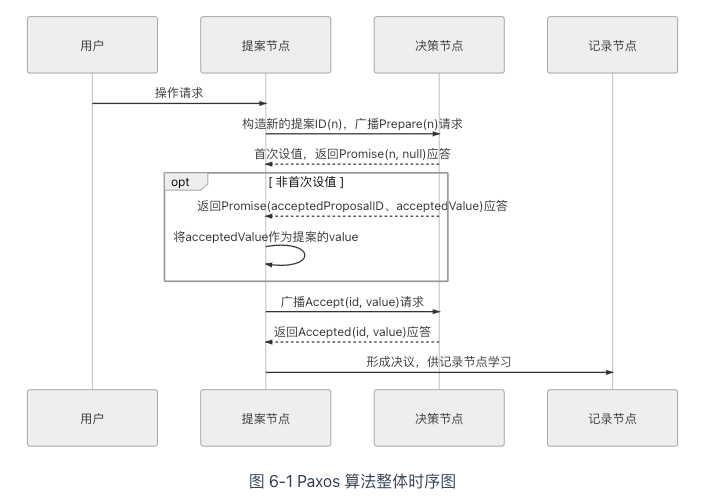 用户
提案节点
决策节点
记录节点
操作请求
构造新的提案ID(n)，广播Prepare(n)请求
首次设值，返回Promise(n, null)应答
opt
[ 非首次设值 ]
返回Promise(acceptedProposalID、acceptedValue)应答
将acceptedValue作为提案的value
广播Accept(id, value)请求
返回Accepted(id, value)应答
形成决议，供记录节点学习
用户
提案节点
决策节点
记录节点
图 6-1 Paxos 算法整体时序图